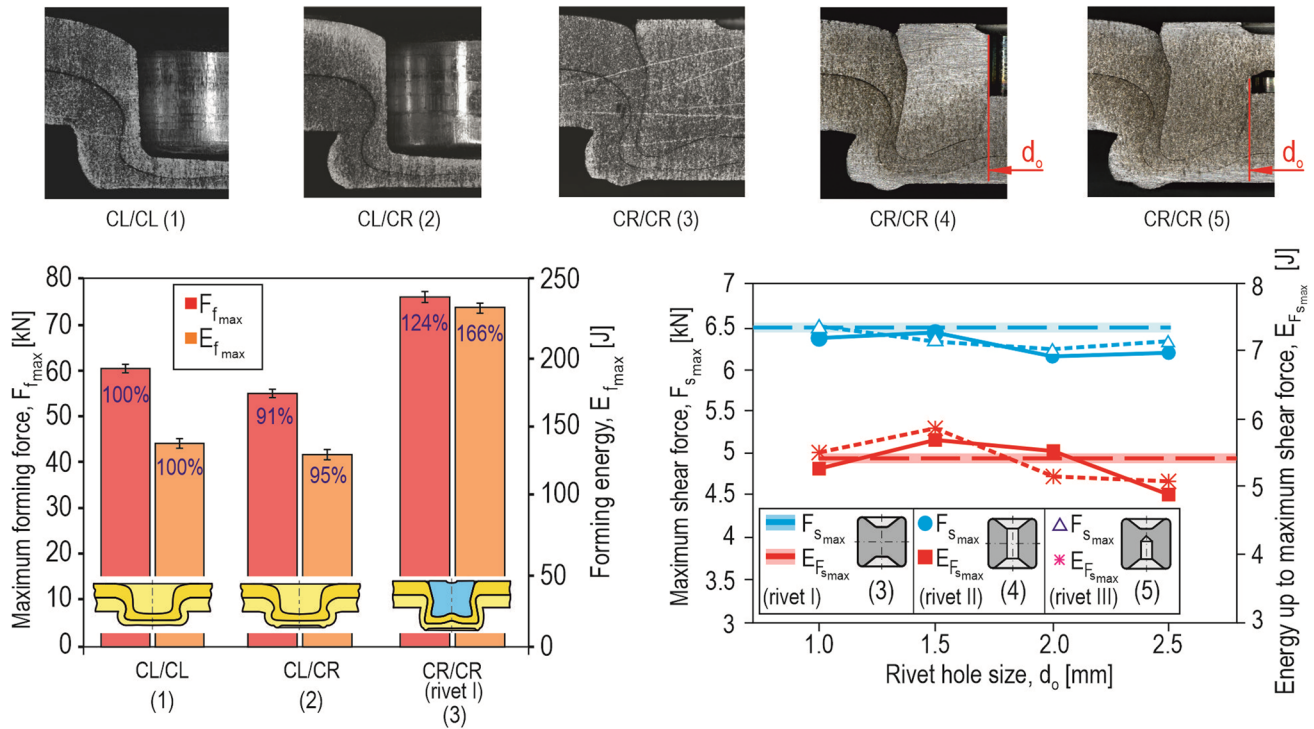 CL/CL (1)
CL/CR (2)
CR/CR (3)
CR/CR (4)
CR/CR (5)
d₀
d₀
Maximum forming force, F_f_max [kN]
80
70
60
50
40
30
20
10
0
F_f_max
E_f_max
100%
100%
91%
95%
124%
166%
250
200
150
100
50
0
Forming energy, E_f_max [J]
CL/CL
(1)
CL/CR
(2)
CR/CR
(rivet I)
(3)
Maximum shear force, F_s_max [kN]
7
6.5
6
5.5
5
4.5
4
3.5
3
F_s_max
E_F_s_max
(rivet I)
(3)
F_s_max
E_F_s_max
(rivet II)
(4)
F_s_max
E_F_s_max
(rivet III)
(5)
8
7
6
5
4
3
Energy up to maximum shear force, E_F_s_max [J]
1.0
1.5
2.0
2.5
Rivet hole size, d₀ [mm]